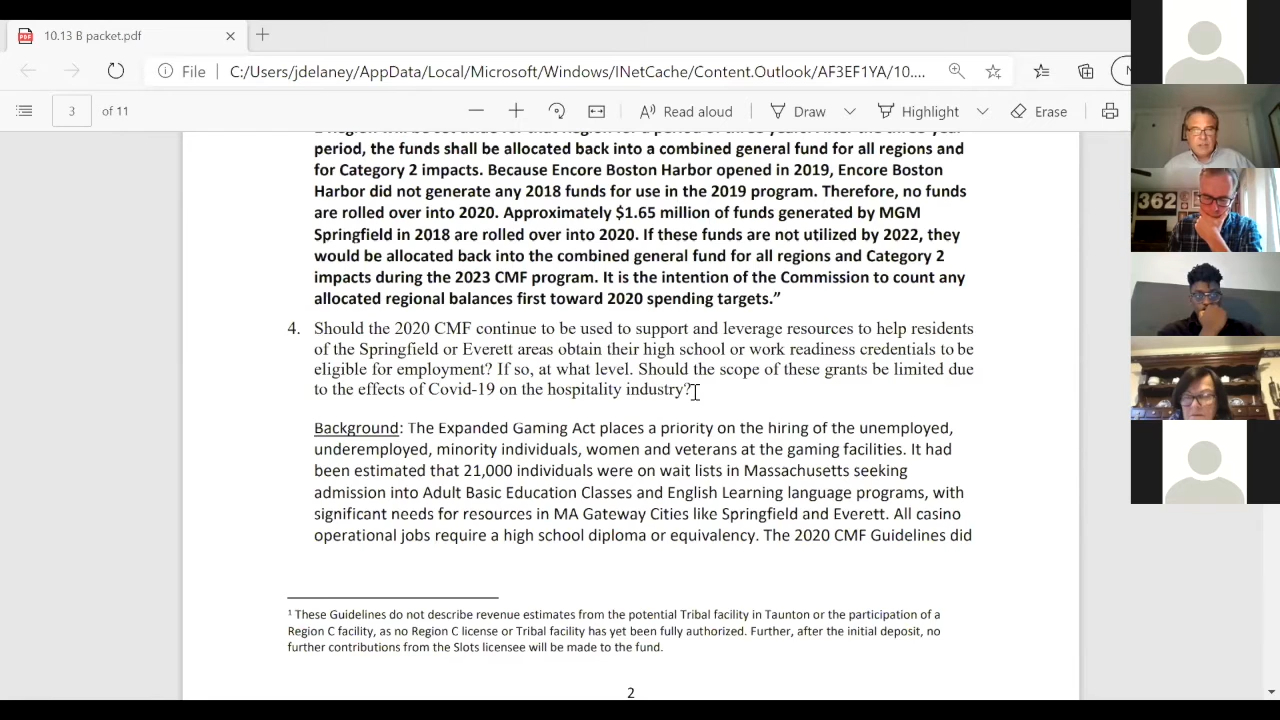 10.13 B packet.pdf
File
C:/Users/jdelaney/AppData/Local/Microsoft/Windows/INetCache/Content.Outlook/AF3EF1YA/10....
3 of 11
Read aloud
Draw
Highlight
Erase
period, the funds shall be allocated back into a combined general fund for all regions and
for Category 2 impacts. Because Encore Boston Harbor opened in 2019, Encore Boston
Harbor did not generate any 2018 funds for use in the 2019 program. Therefore, no funds
are rolled over into 2020. Approximately $1.65 million of funds generated by MGM
Springfield in 2018 are rolled over into 2020. If these funds are not utilized by 2022, they
would be allocated back into the combined general fund for all regions and Category 2
impacts during the 2023 CMF program. It is the intention of the Commission to count any
allocated regional balances first toward 2020 spending targets.”
4. Should the 2020 CMF continue to be used to support and leverage resources to help residents
of the Springfield or Everett areas obtain their high school or work readiness credentials to be
eligible for employment? If so, at what level. Should the scope of these grants be limited due
to the effects of Covid-19 on the hospitality industry?
Background: The Expanded Gaming Act places a priority on the hiring of the unemployed,
underemployed, minority individuals, women and veterans at the gaming facilities. It had
been estimated that 21,000 individuals were on wait lists in Massachusetts seeking
admission into Adult Basic Education Classes and English Learning language programs, with
significant needs for resources in MA Gateway Cities like Springfield and Everett. All casino
operational jobs require a high school diploma or equivalency. The 2020 CMF Guidelines did
1 These Guidelines do not describe revenue estimates from the potential Tribal facility in Taunton or the participation of a
Region C facility, as no Region C license or Tribal facility has yet been fully authorized. Further, after the initial deposit, no
further contributions from the Slots licensee will be made to the fund.
2
362